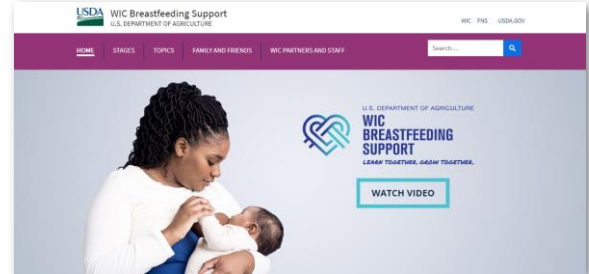 USDA WIC Breastfeeding Support
U.S. DEPARTMENT OF AGRICULTURE
WIC FNS USDA.GOV
HOME STAGES TOPICS FAMILY AND FRIENDS WIC PARTNERS AND STAFF Search...
U.S. DEPARTMENT OF AGRICULTURE
WIC
BREASTFEEDING
SUPPORT
LEARN TOGETHER. GROW TOGETHER.
WATCH VIDEO